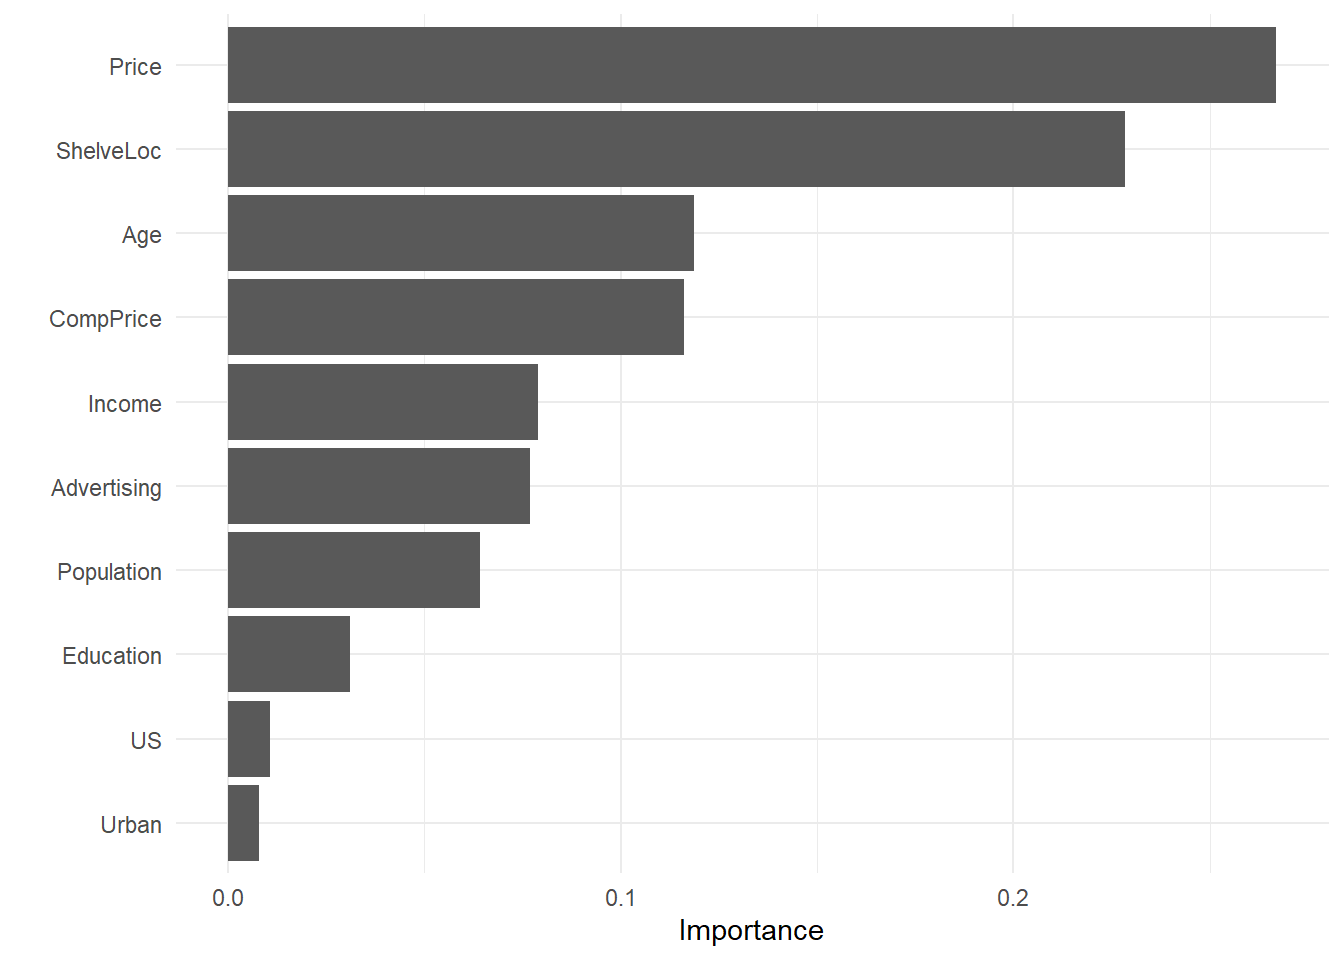 Price
ShelveLoc
Age
CompPrice
Income
Advertising
Population
Education
US
Urban
0.0 0.1 0.2
Importance